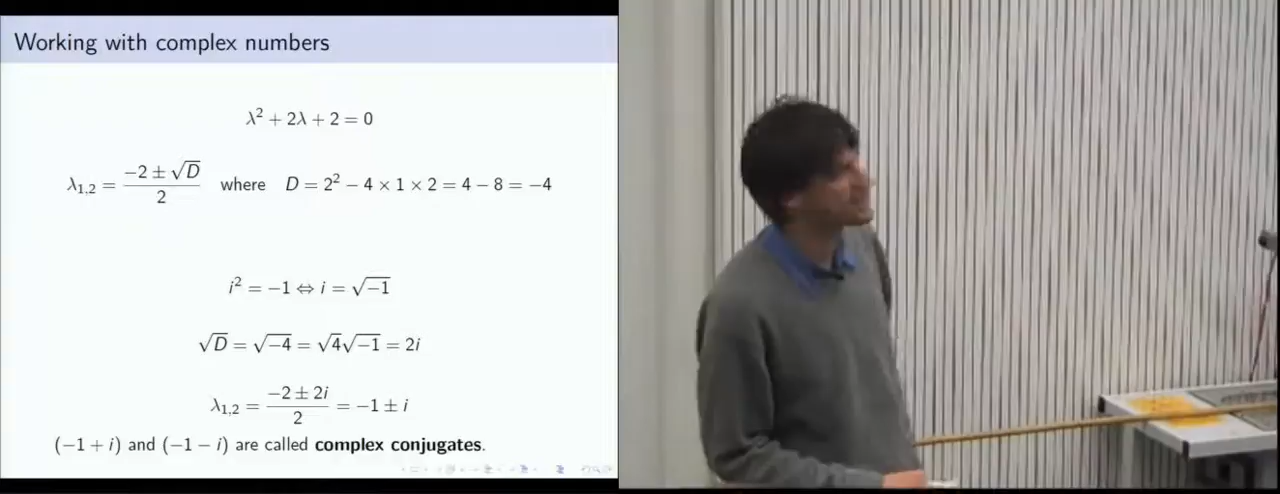 Working with complex numbers
λ² + 2λ + 2 = 0
λ₁,₂ = (−2 ± √D)/2 where D = 2² − 4 × 1 × 2 = 4 − 8 = −4
i² = −1 ⇔ i = √−1
√D = √−4 = √4√−1 = 2i
λ₁,₂ = (−2 ± 2i)/2 = −1 ± i
(−1 + i) and (−1 − i) are called complex conjugates.